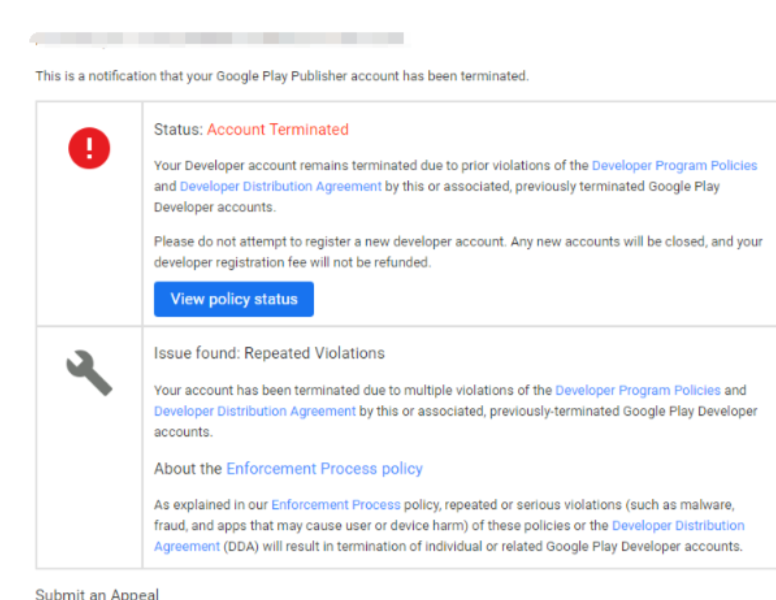 This is a notification that your Google Play Publisher account has been terminated.
Status: Account Terminated
Your Developer account remains terminated due to prior violations of the Developer Program Policies
and Developer Distribution Agreement by this or associated, previously terminated Google Play
Developer accounts.
Please do not attempt to register a new developer account. Any new accounts will be closed, and your
developer registration fee will not be refunded.
View policy status
Issue found: Repeated Violations
Your account has been terminated due to multiple violations of the Developer Program Policies and
Developer Distribution Agreement by this or associated, previously-terminated Google Play Developer
accounts.
About the Enforcement Process policy
As explained in our Enforcement Process policy, repeated or serious violations (such as malware,
fraud, and apps that may cause user or device harm) of these policies or the Developer Distribution
Agreement (DDA) will result in termination of individual or related Google Play Developer accounts.
Submit an Appeal